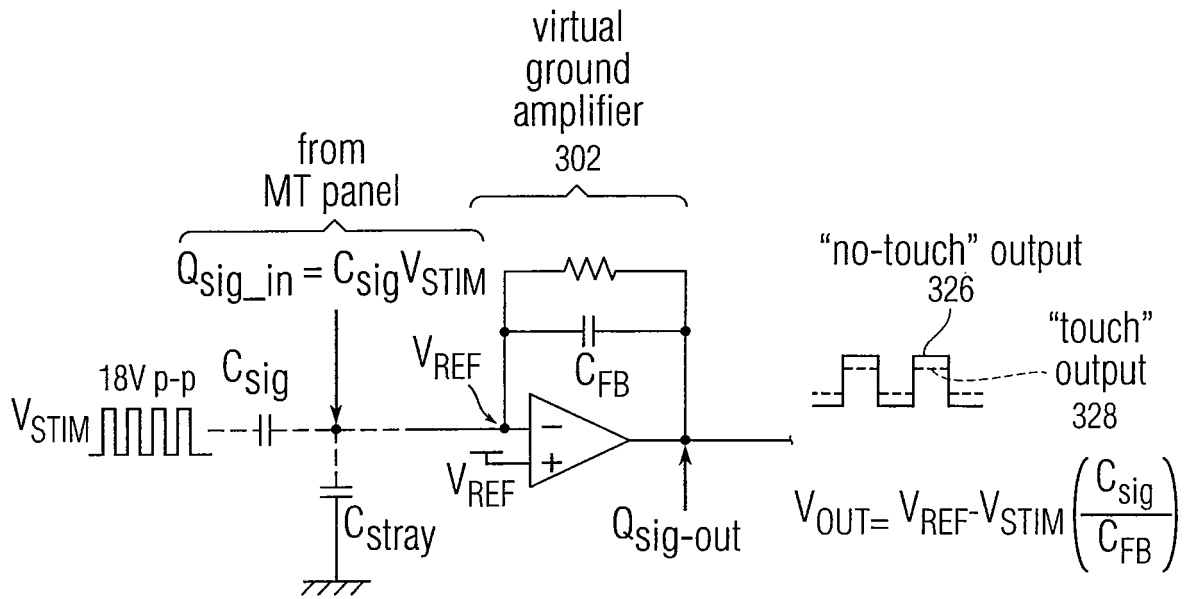 virtual
ground
amplifier
302
from
MT panel
Qsig_in = CsigVSTIM
"no-touch" output
326
"touch"
output
328
VREF
CFB
18V p-p
Csig
VSTIM
−
+
VREF
Cstray
Qsig-out
VOUT= VREF-VSTIM(Csig/CFB)